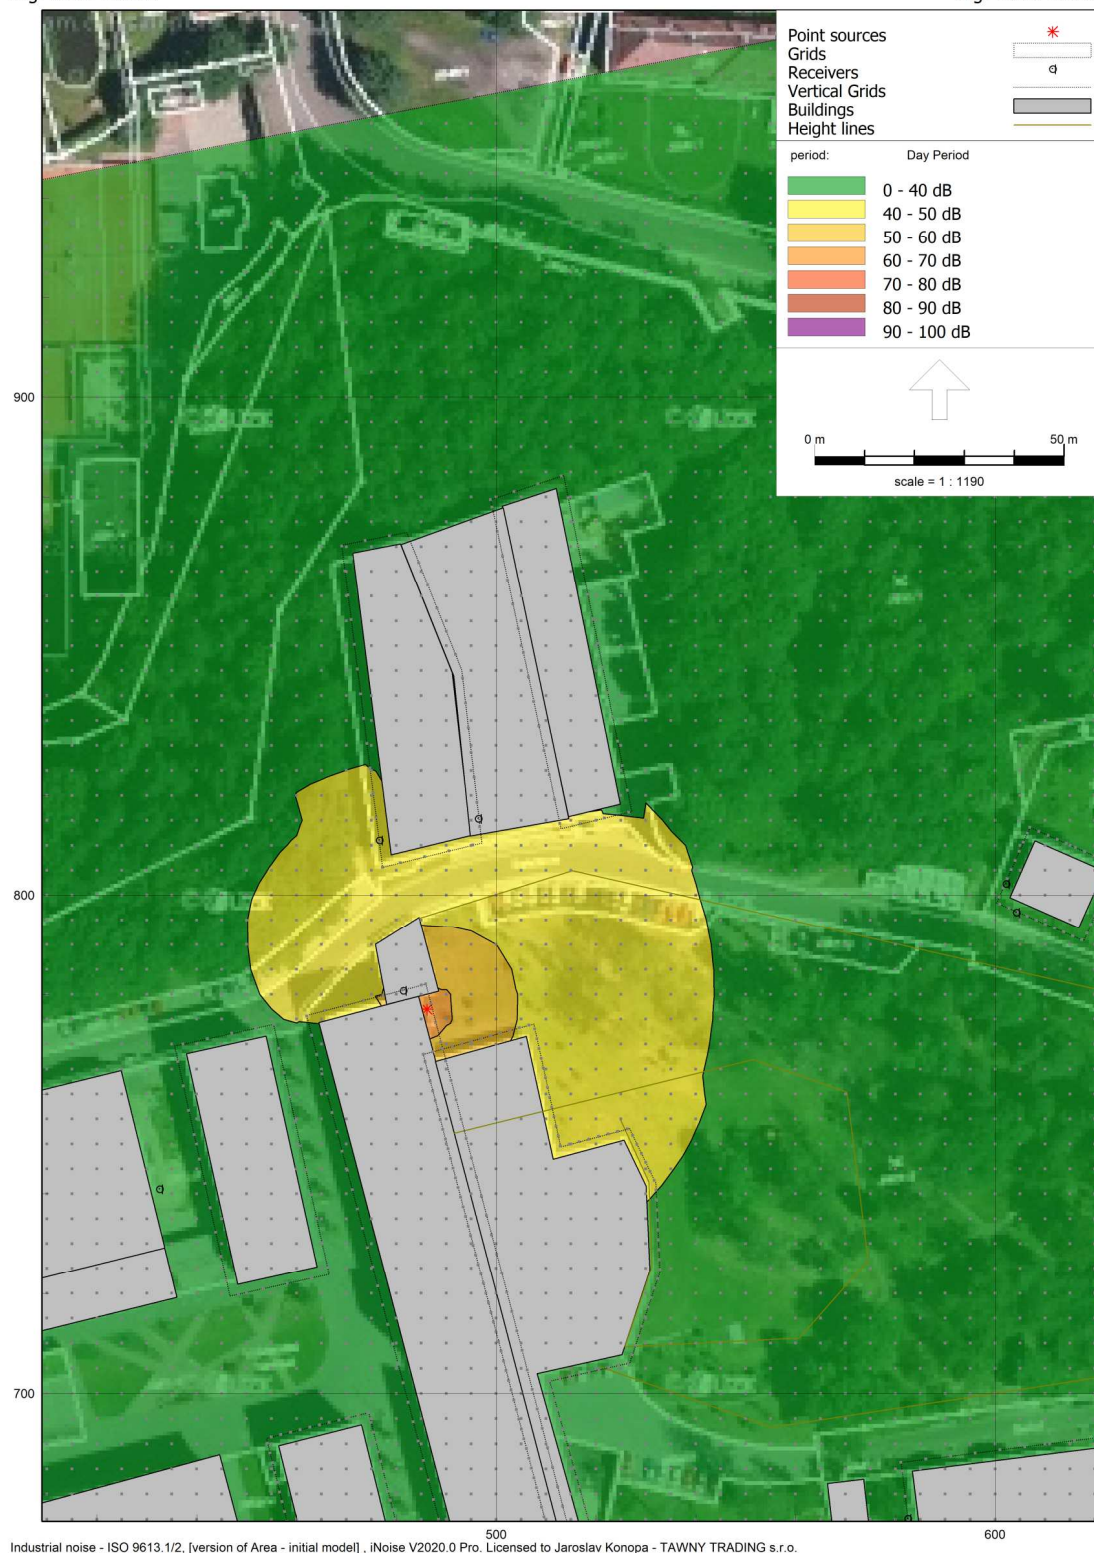 Point sources
Grids
Receivers
Vertical Grids
Buildings
Height lines
period: Day Period
0 - 40 dB
40 - 50 dB
50 - 60 dB
60 - 70 dB
70 - 80 dB
80 - 90 dB
90 - 100 dB
0 m 50 m
scale = 1 : 1190
900
800
700
500 600
Industrial noise - ISO 9613.1/2, [version of Area - initial model] , iNoise V2020.0 Pro. Licensed to Jaroslav Konopa - TAWNY TRADING s.r.o.